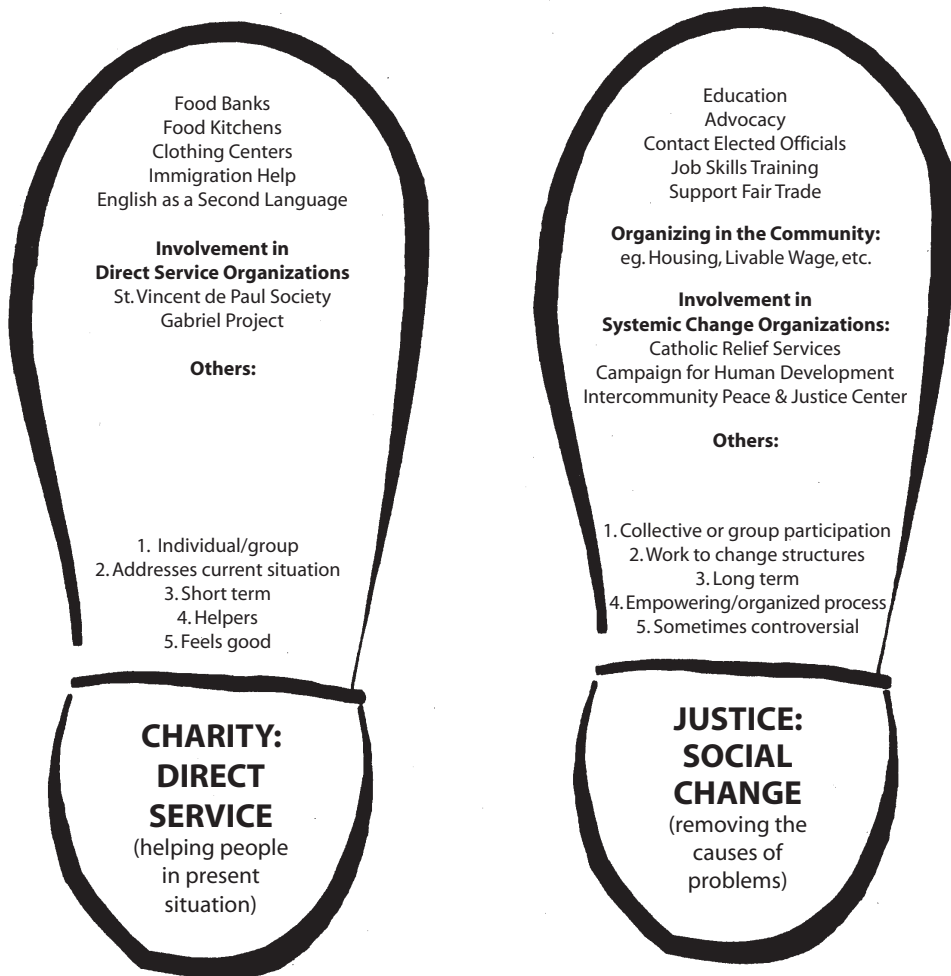 Food Banks
Food Kitchens
Clothing Centers
Immigration Help
English as a Second Language
Involvement in
Direct Service Organizations
St. Vincent de Paul Society
Gabriel Project
Others:
1. Individual/group
2. Addresses current situation
3. Short term
4. Helpers
5. Feels good
CHARITY:
DIRECT
SERVICE
(helping people
in present
situation)
Education
Advocacy
Contact Elected Officials
Job Skills Training
Support Fair Trade
Organizing in the Community:
eg. Housing, Livable Wage, etc.
Involvement in
Systemic Change Organizations:
Catholic Relief Services
Campaign for Human Development
Intercommunity Peace & Justice Center
Others:
1. Collective or group participation
2. Work to change structures
3. Long term
4. Empowering/organized process
5. Sometimes controversial
JUSTICE:
SOCIAL
CHANGE
(removing the
causes of
problems)